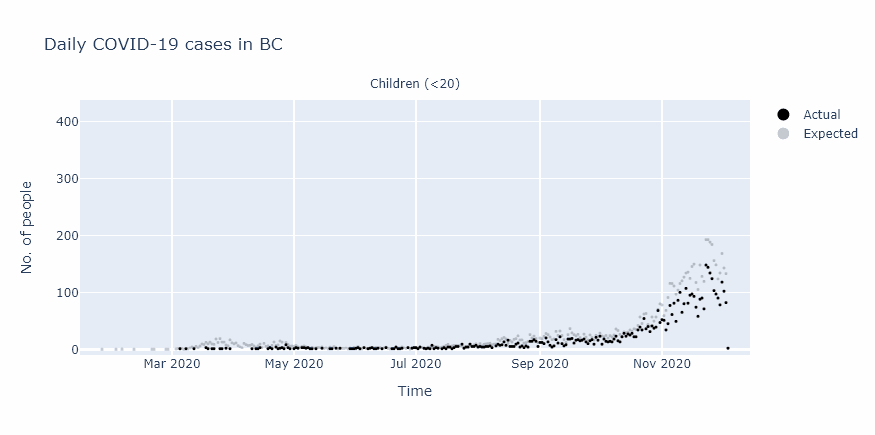 Daily COVID-19 cases in BC
Children (<20)
Actual
Expected
400
300
200
100
0
No. of people
Mar 2020
May 2020
Jul 2020
Sep 2020
Nov 2020
Time